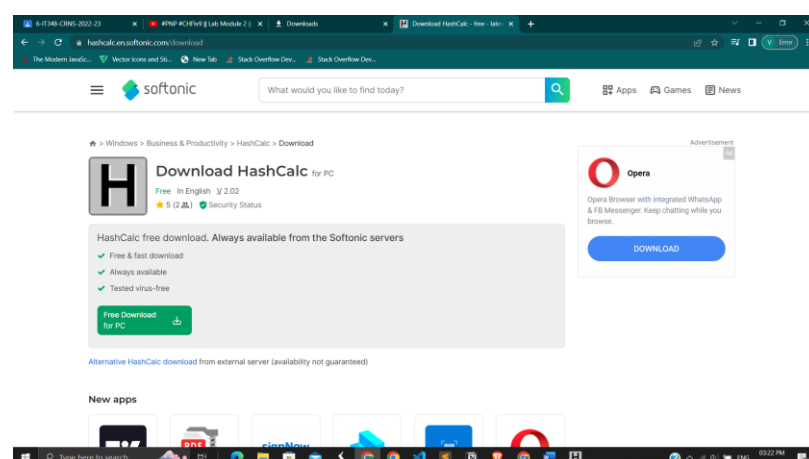 6-IT348-CRNS-2022-23
#PNP #CHFIv9 || Lab Module 2 ||
Downloads
Download HashCalc - free - late
hashcalc.en.softonic.com/download
Error
The Modern JavaSc...
Vector Icons and Sti...
New Tab
Stack Overflow Dev...
Stack Overflow Dev...
softonic
What would you like to find today?
Apps
Games
News
> Windows > Business & Productivity > HashCalc > Download
Advertisement
Ad
H
Download HashCalc for PC
Free In English V 2.02
5 (2) Security Status
Opera
Opera Browser with integrated WhatsApp
& FB Messenger. Keep chatting while you
browse.
DOWNLOAD
HashCalc free download. Always available from the Softonic servers
Free & fast download
Always available
Tested virus-free
Free Download
for PC
Alternative HashCalc download from external server (availability not guaranteed)
New apps
PDF
signNow
Type here to search
ENG
03:22 PM